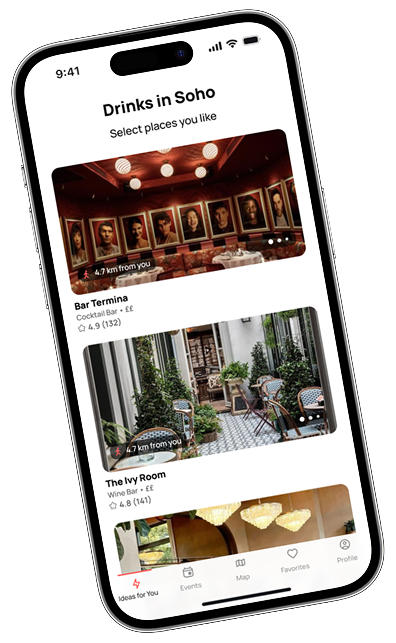 9:41
Drinks in Soho
Select places you like
4.7 km from you
Bar Termina
Cocktail Bar • ££
4.9 (132)
4.7 km from you
The Ivy Room
Wine Bar • ££
4.8 (141)
Ideas for You
Events
Map
Favorites
Profile